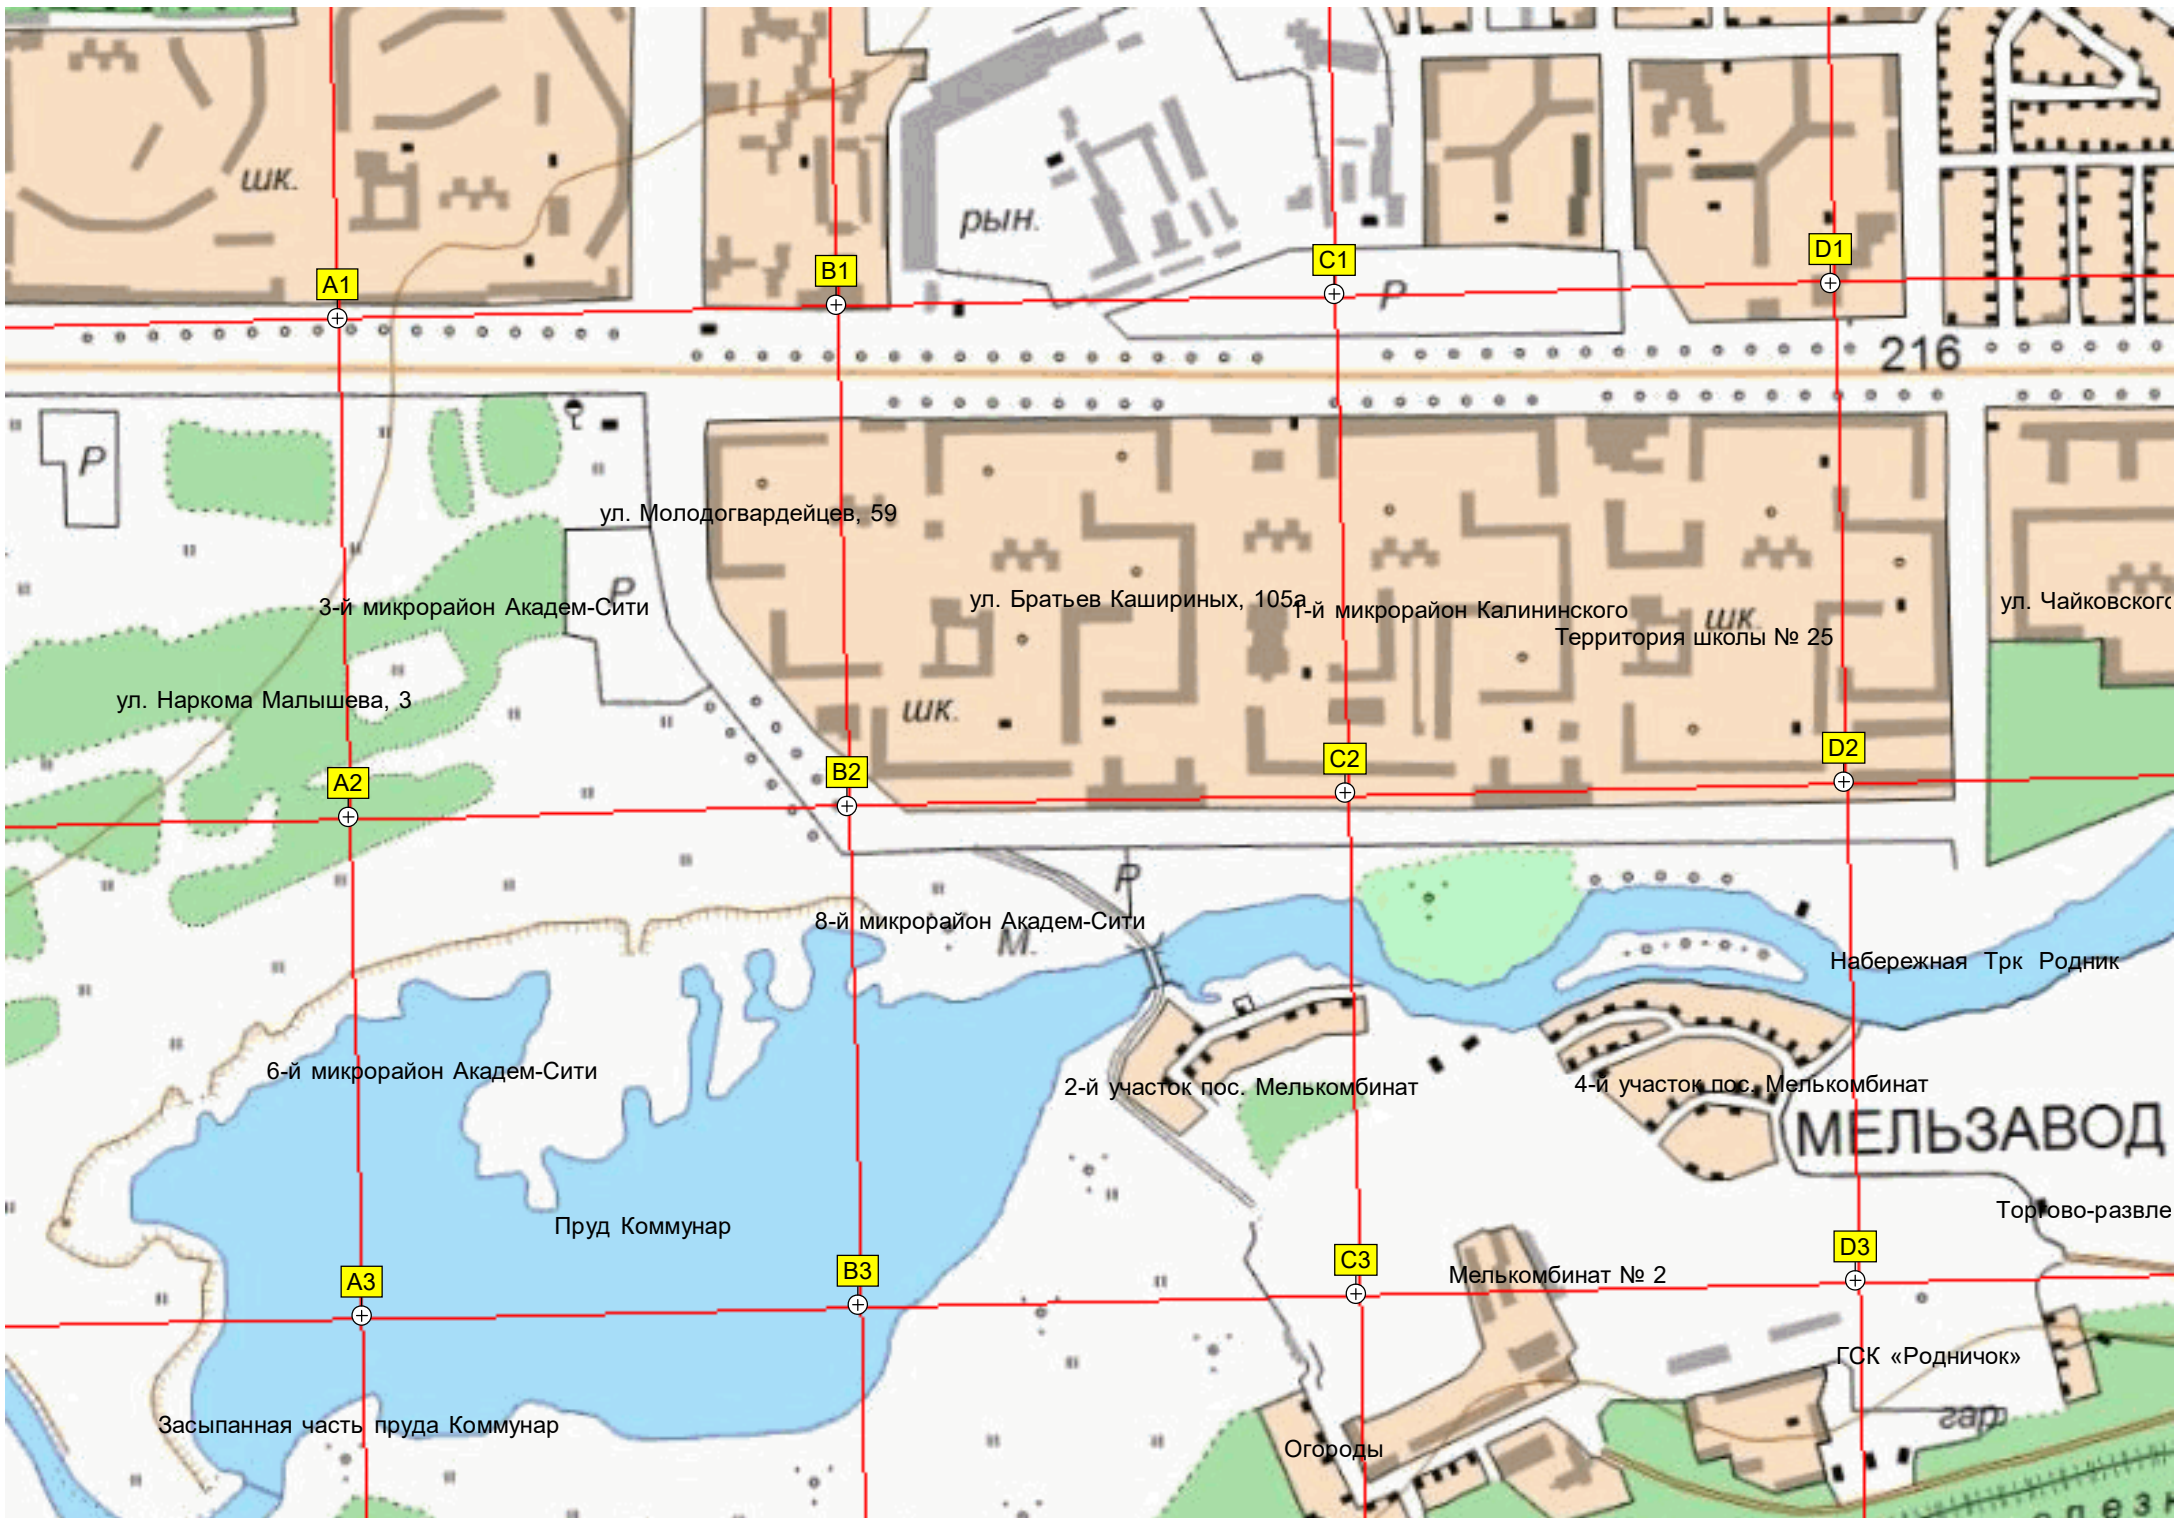 шк.
рын.
A1
B1
C1
D1
Р
216
Р
ул. Молодогвардейцев, 59
Р
3-й микрорайон Академ-Сити
ул. Братьев Кашириных, 105а
1-й микрорайон Калининского
шк.
Территория школы № 25
ул. Чайковского
ул. Наркома Малышева, 3
шк.
A2
B2
C2
D2
Р
8-й микрорайон Академ-Сити
М.
Набережная Трк Родник
6-й микрорайон Академ-Сити
2-й участок пос. Мелькомбинат
4-й участок пос. Мелькомбинат
МЕЛЬЗАВОД
Пруд Коммунар
Торгово-развле
A3
B3
C3
D3
Мелькомбинат № 2
ГСК «Родничок»
гар.
Засыпанная часть пруда Коммунар
Огороды